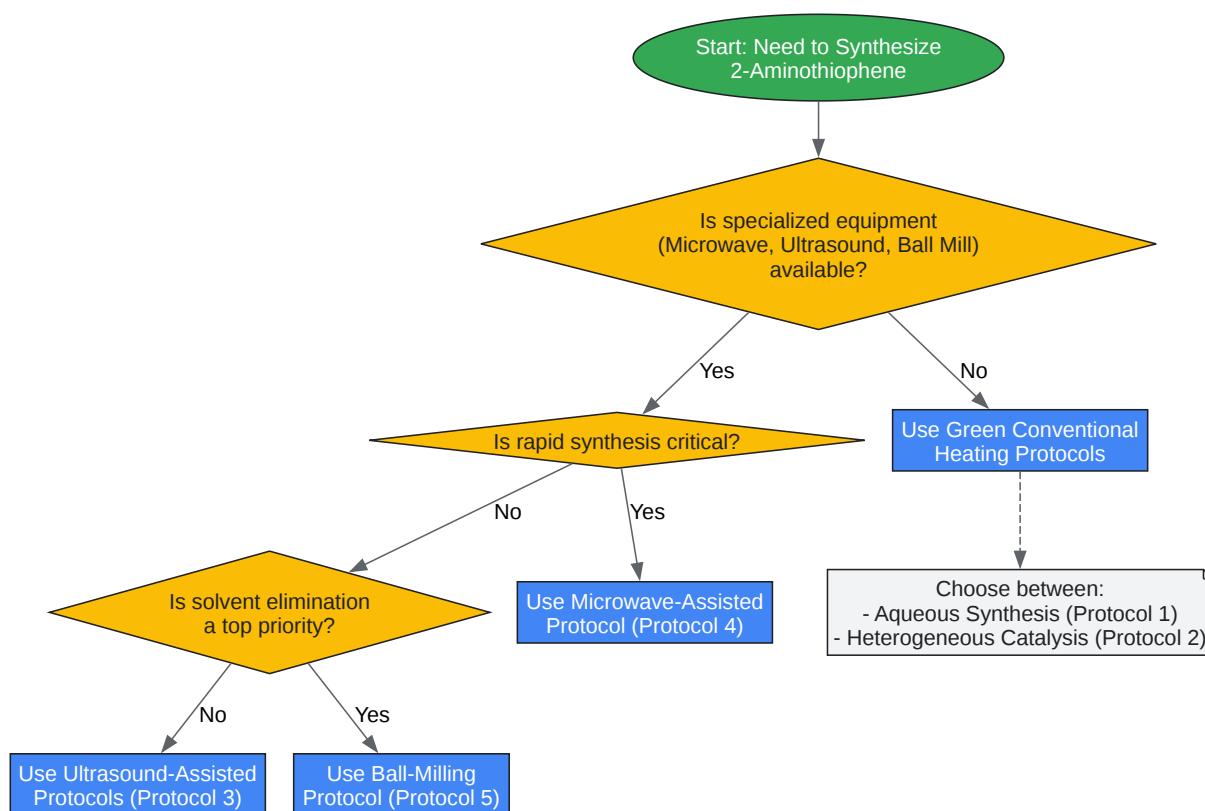 Start: Need to Synthesize
2-Aminothiophene
Is specialized equipment
(Microwave, Ultrasound, Ball Mill)
available?
Yes
No
Is rapid synthesis critical?
Use Green Conventional
Heating Protocols
No
Yes
Is solvent elimination
a top priority?
Use Microwave-Assisted
Protocol (Protocol 4)
Choose between:
- Aqueous Synthesis (Protocol 1)
- Heterogeneous Catalysis (Protocol 2)
No
Yes
Use Ultrasound-Assisted
Protocols (Protocol 3)
Use Ball-Milling
Protocol (Protocol 5)